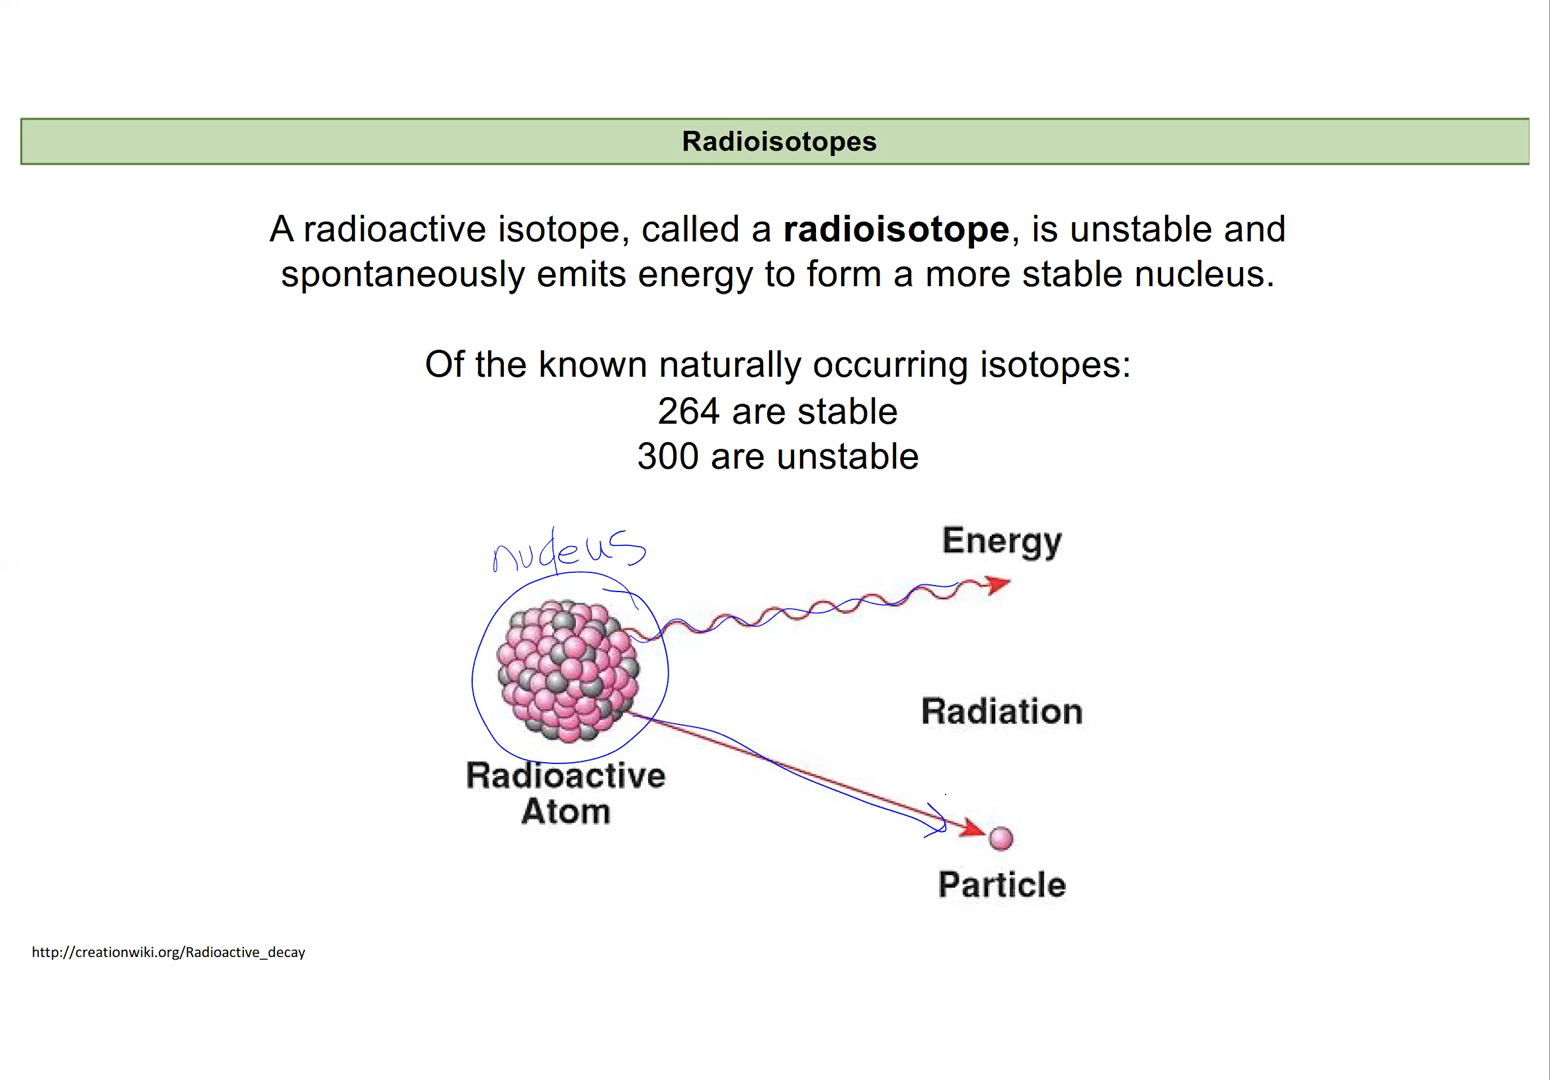 Radioisotopes
A radioactive isotope, called a radioisotope, is unstable and
spontaneously emits energy to form a more stable nucleus.
Of the known naturally occurring isotopes:
264 are stable
300 are unstable
nucleus
Energy
Radiation
Radioactive
Atom
Particle
http://creationwiki.org/Radioactive_decay